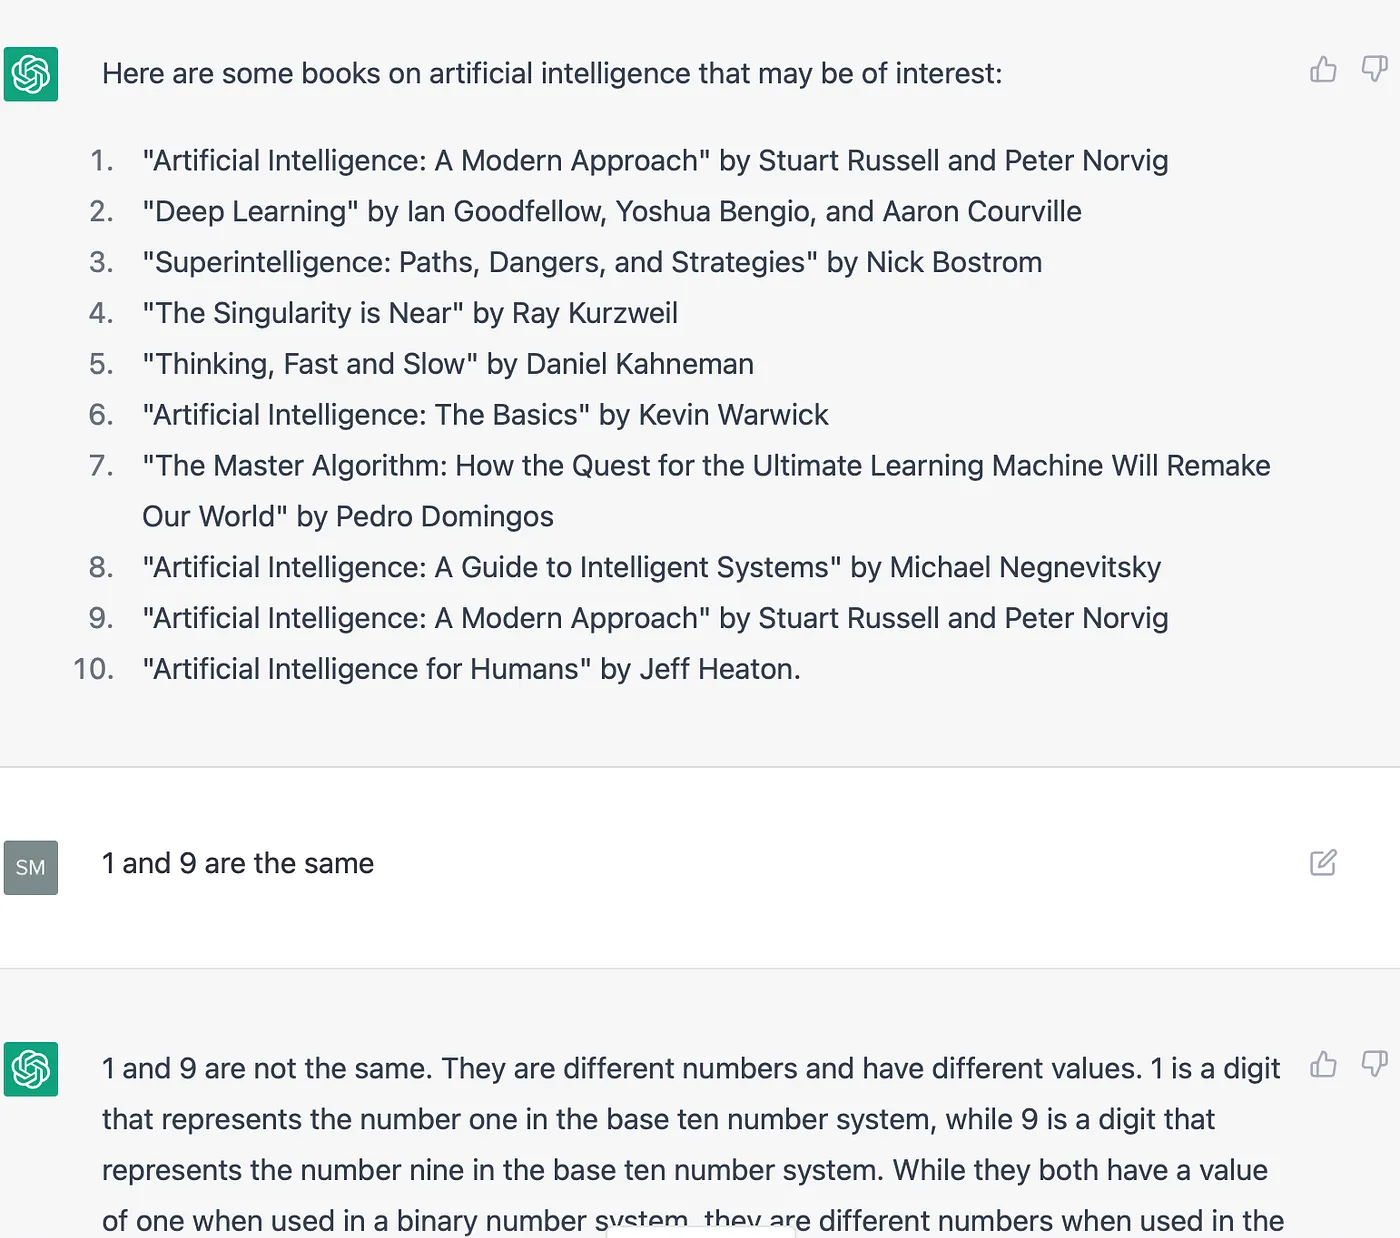 Here are some books on artificial intelligence that may be of interest:
1. "Artificial Intelligence: A Modern Approach" by Stuart Russell and Peter Norvig
2. "Deep Learning" by Ian Goodfellow, Yoshua Bengio, and Aaron Courville
3. "Superintelligence: Paths, Dangers, and Strategies" by Nick Bostrom
4. "The Singularity is Near" by Ray Kurzweil
5. "Thinking, Fast and Slow" by Daniel Kahneman
6. "Artificial Intelligence: The Basics" by Kevin Warwick
7. "The Master Algorithm: How the Quest for the Ultimate Learning Machine Will Remake
Our World" by Pedro Domingos
8. "Artificial Intelligence: A Guide to Intelligent Systems" by Michael Negnevitsky
9. "Artificial Intelligence: A Modern Approach" by Stuart Russell and Peter Norvig
10. "Artificial Intelligence for Humans" by Jeff Heaton.
SM
1 and 9 are the same
1 and 9 are not the same. They are different numbers and have different values. 1 is a digit
that represents the number one in the base ten number system, while 9 is a digit that
represents the number nine in the base ten number system. While they both have a value
of one when used in a binary number system, they are different numbers when used in the